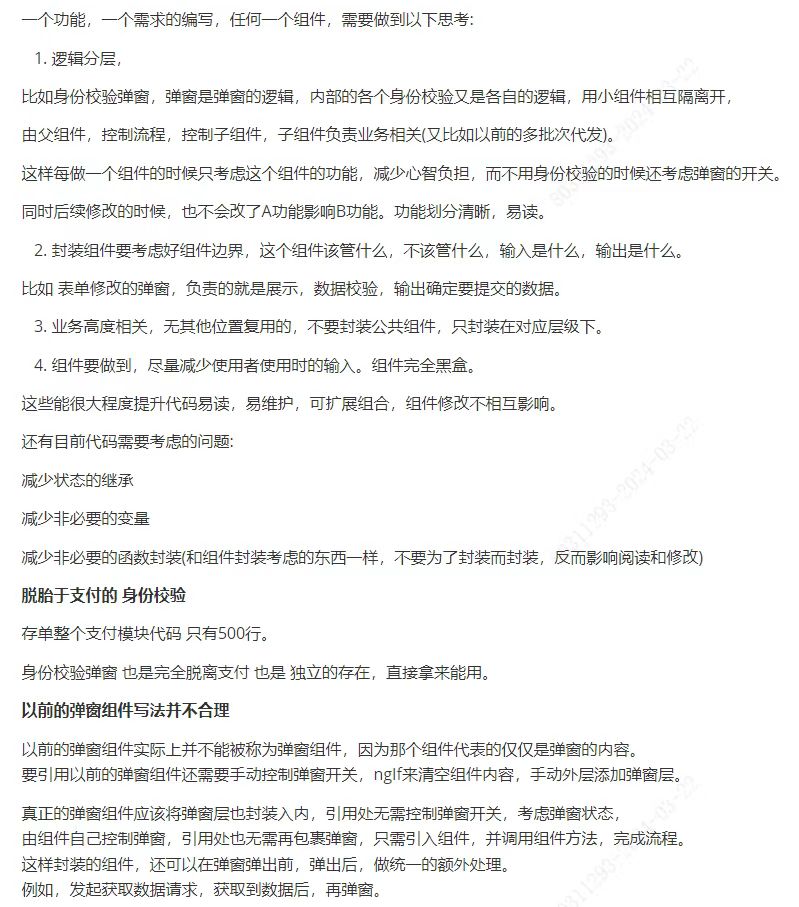 一个功能，一个需求的编写，任何一个组件，需要做到以下思考:
1. 逻辑分层，
比如身份校验弹窗，弹窗是弹窗的逻辑，内部的各个身份校验又是各自的逻辑，用小组件相互隔离开，
由父组件，控制流程，控制子组件，子组件负责业务相关(又比如以前的多批次代发)。
这样每做一个组件的时候只考虑这个组件的功能，减少心智负担，而不用身份校验的时候还考虑弹窗的开关。
同时后续修改的时候，也不会改了A功能影响B功能。功能划分清晰，易读。
2. 封装组件要考虑好组件边界，这个组件该管什么，不该管什么，输入是什么，输出是什么。
比如 表单修改的弹窗，负责的就是展示，数据校验，输出确定要提交的数据。
3. 业务高度相关，无其他位置复用的，不要封装公共组件，只封装在对应层级下。
4. 组件要做到，尽量减少使用者使用时的输入。组件完全黑盒。
这些能很大程度提升代码易读，易维护，可扩展组合，组件修改不相互影响。
还有目前代码需要考虑的问题:
减少状态的继承
减少非必要的变量
减少非必要的函数封装(和组件封装考虑的东西一样，不要为了封装而封装，反而影响阅读和修改)
脱胎于支付的 身份校验
存单整个支付模块代码 只有500行。
身份校验弹窗 也是完全脱离支付 也是 独立的存在，直接拿来能用。
以前的弹窗组件写法并不合理
以前的弹窗组件实际上并不能被称为弹窗组件，因为那个组件代表的仅仅是弹窗的内容。
要引用以前的弹窗组件还需要手动控制弹窗开关，ngIf来清空组件内容，手动外层添加弹窗层。
真正的弹窗组件应该将弹窗层也封装入内，引用处无需控制弹窗开关，考虑弹窗状态，
由组件自己控制弹窗，引用处也无需再包裹弹窗，只需引入组件，并调用组件方法，完成流程。
这样封装的组件，还可以在弹窗弹出前，弹出后，做统一的额外处理。
例如，发起获取数据请求，获取到数据后，再弹窗。